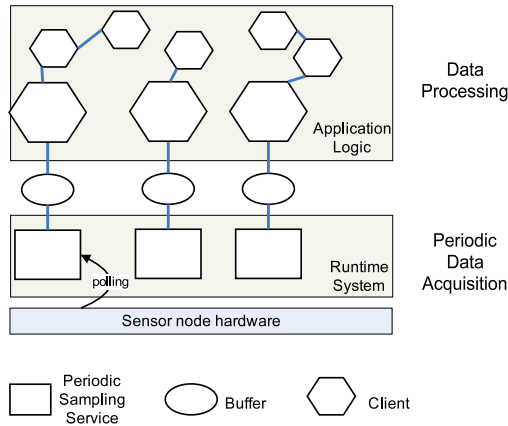 Data
Processing
Application
Logic
Periodic
Data
Acquisition
Runtime
System
polling
Sensor node hardware
Periodic
Sampling
Service
Buffer
Client